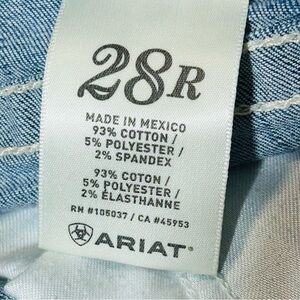 28R
MADE IN MEXICO
93% COTTON /
5% POLYESTER /
2% SPANDEX
93% COTON /
5% POLYESTER /
2% ÉLASTHANNE
RN #105037 / CA #45953
ARIAT